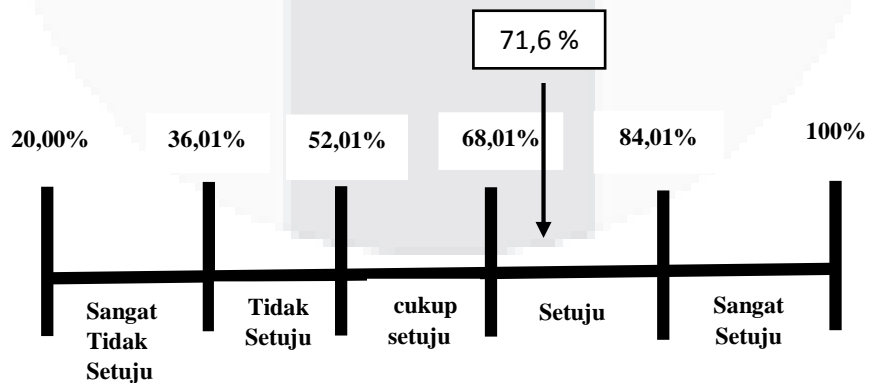 71,6 %
20,00% 36,01% 52,01% 68,01% 84,01% 100%
Sangat
Tidak
Setuju
Tidak
Setuju
cukup
setuju
Setuju
Sangat
Setuju